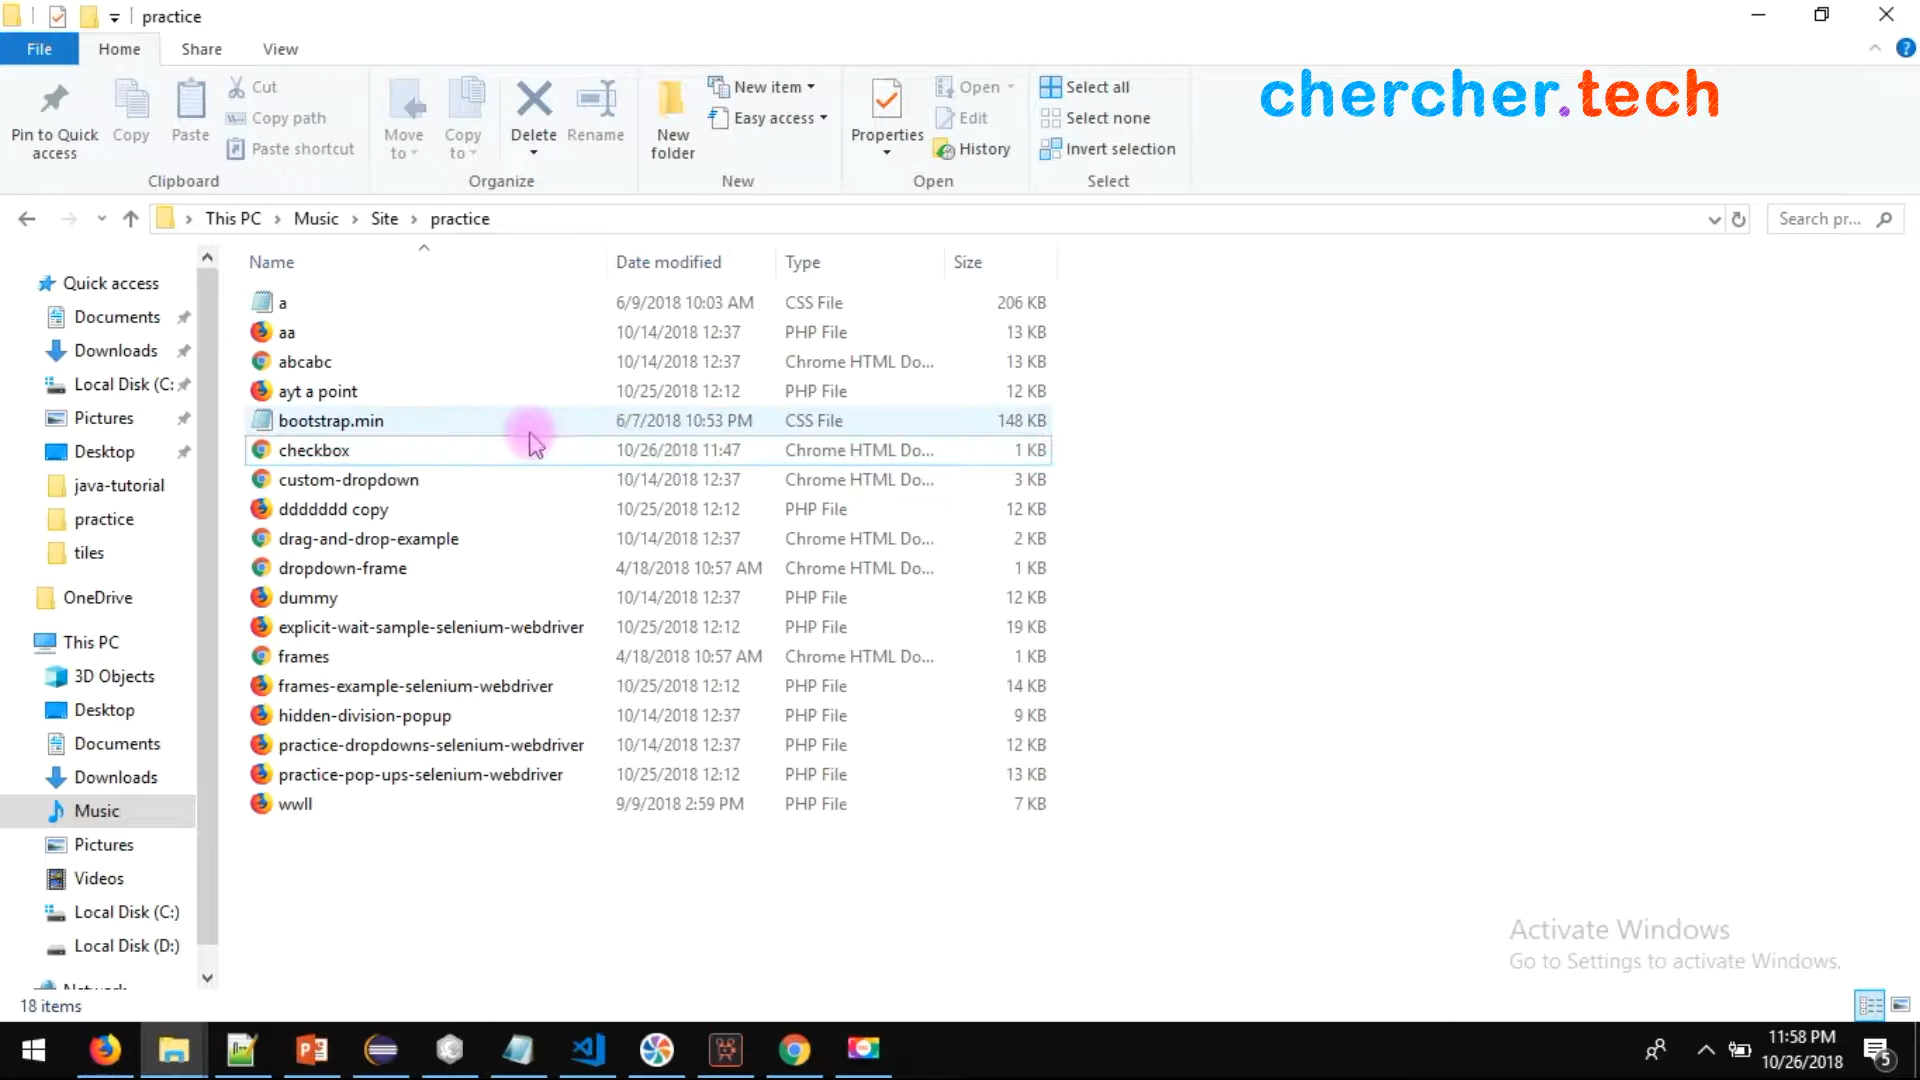 practice
File Home Share View
Pin to Quick access
Copy
Paste
Cut
Copy path
Paste shortcut
Clipboard
Move to
Copy to
Delete
Rename
Organize
New folder
New item
Easy access
New
Properties
Open
Edit
History
Open
Select all
Select none
Invert selection
Select
chercher.tech
This PC > Music > Site > practice
Search pr...
Quick access
Documents
Downloads
Local Disk (C:
Pictures
Desktop
java-tutorial
practice
tiles
OneDrive
This PC
3D Objects
Desktop
Documents
Downloads
Music
Pictures
Videos
Local Disk (C:)
Local Disk (D:)
Name Date modified Type Size
a 6/9/2018 10:03 AM CSS File 206 KB
aa 10/14/2018 12:37 PHP File 13 KB
abcabc 10/14/2018 12:37 Chrome HTML Do... 13 KB
ayt a point 10/25/2018 12:12 PHP File 12 KB
bootstrap.min 6/7/2018 10:53 PM CSS File 148 KB
checkbox 10/26/2018 11:47 Chrome HTML Do... 1 KB
custom-dropdown 10/14/2018 12:37 Chrome HTML Do... 3 KB
ddddddd copy 10/25/2018 12:12 PHP File 12 KB
drag-and-drop-example 10/14/2018 12:37 Chrome HTML Do... 2 KB
dropdown-frame 4/18/2018 10:57 AM Chrome HTML Do... 1 KB
dummy 10/14/2018 12:37 PHP File 12 KB
explicit-wait-sample-selenium-webdriver 10/25/2018 12:12 PHP File 19 KB
frames 4/18/2018 10:57 AM Chrome HTML Do... 1 KB
frames-example-selenium-webdriver 10/25/2018 12:12 PHP File 14 KB
hidden-division-popup 10/14/2018 12:37 PHP File 9 KB
practice-dropdowns-selenium-webdriver 10/14/2018 12:37 PHP File 12 KB
practice-pop-ups-selenium-webdriver 10/25/2018 12:12 PHP File 13 KB
wwll 9/9/2018 2:59 PM PHP File 7 KB
Activate Windows
Go to Settings to activate Windows.
18 items
11:58 PM
10/26/2018
5